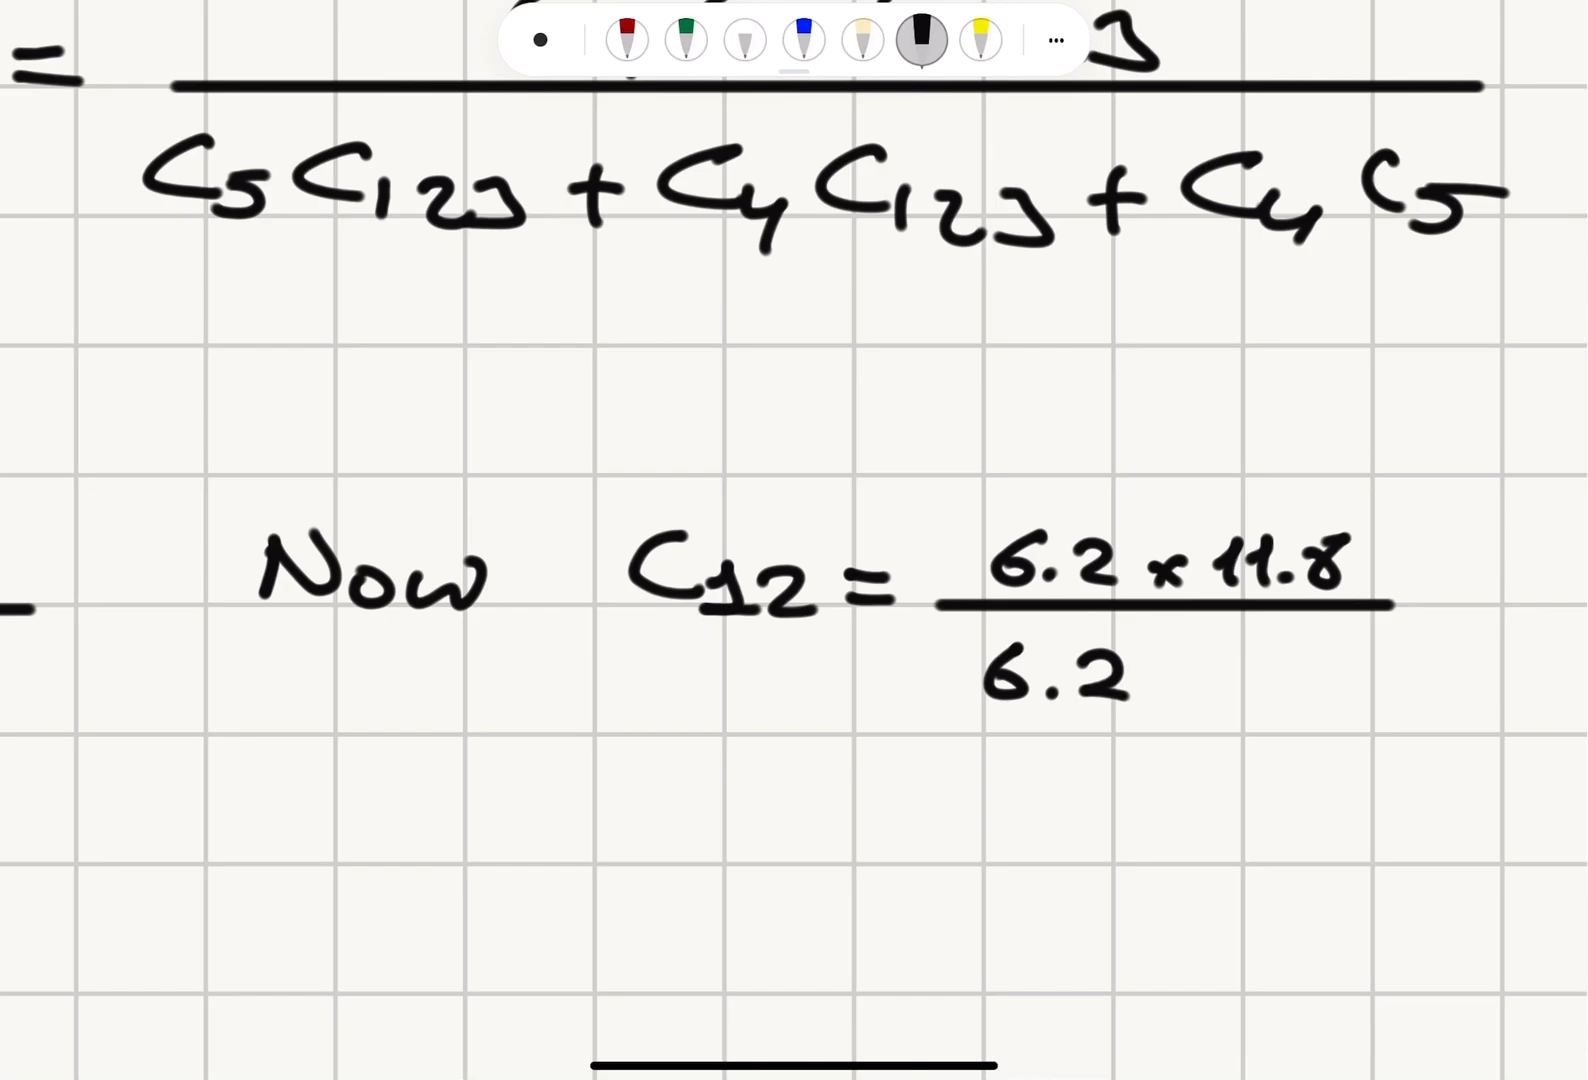 =
C₅C₁₂₃ + C₄C₁₂₃ + C₄C₅
Now C₁₂ = 6.2 × 11.8
6.2